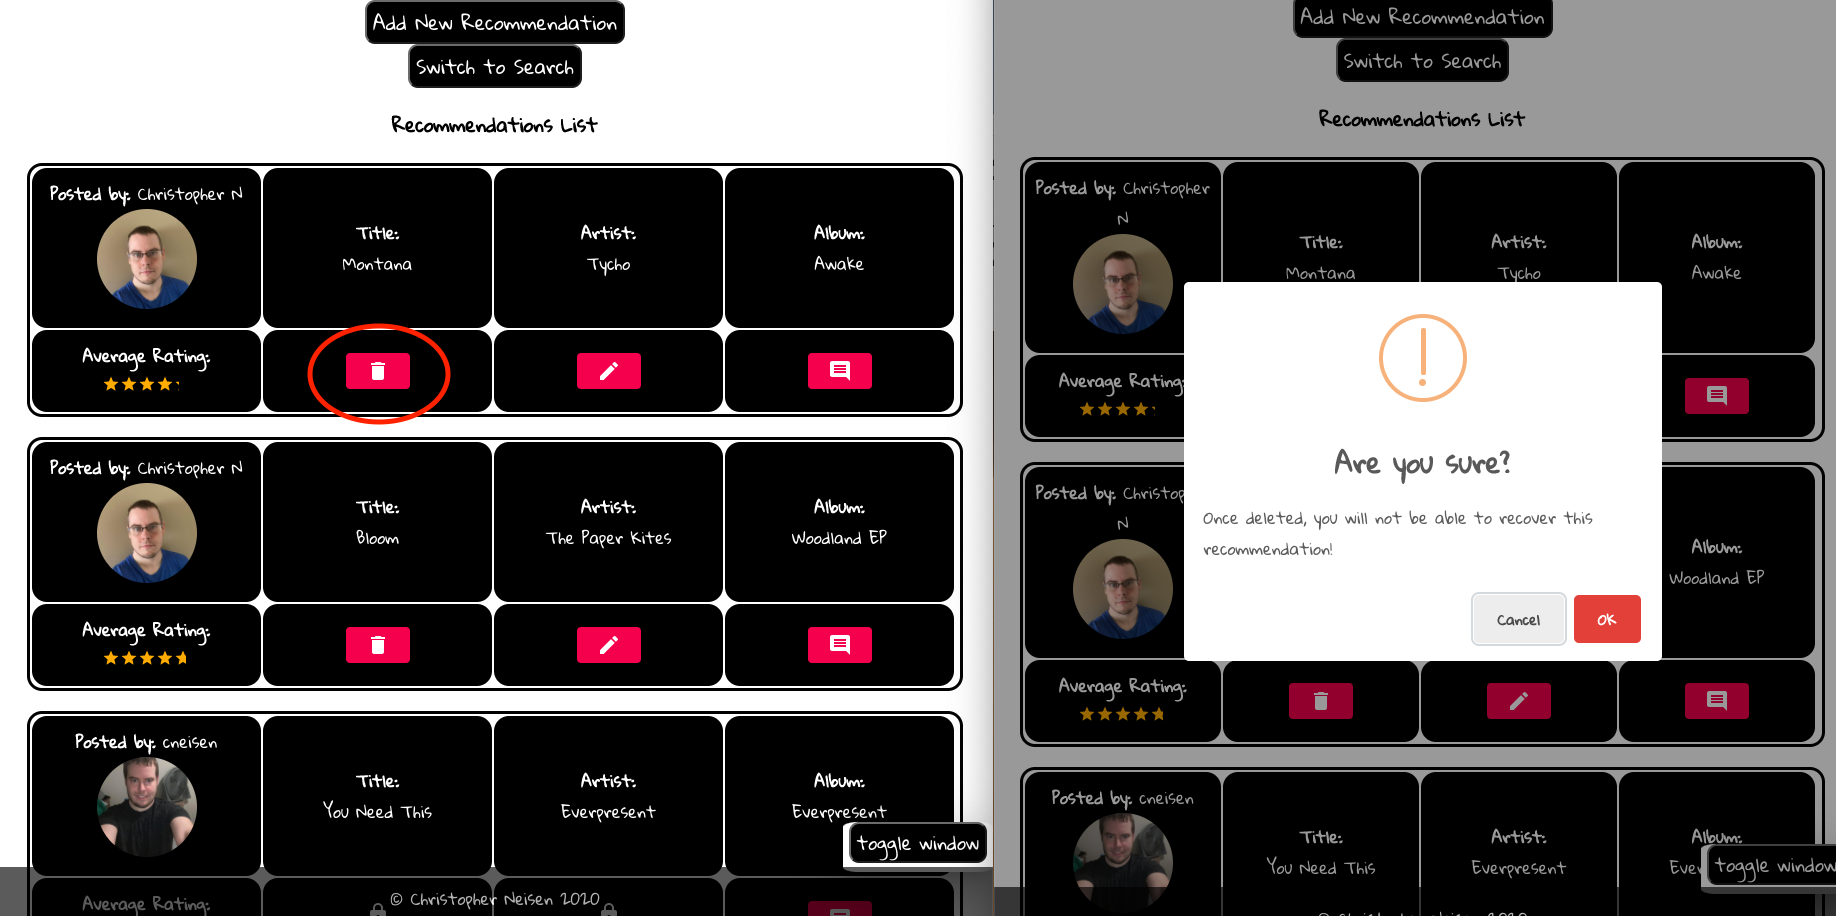 Add New Recommendation
Switch to Search
Recommendations List
Posted by: Christopher N
Title:
Montana
Artist:
Tycho
Album:
Awake
Average Rating:
Posted by: Christopher N
Title:
Bloom
Artist:
The Paper Kites
Album:
Woodland EP
Average Rating:
Posted by: cneisen
Title:
You Need This
Artist:
Everpresent
Album:
Everpresent
toggle window
Average Rating:
© Christopher Neisen 2020
Add New Recommendation
Switch to Search
Recommendations List
Posted by: Christopher
N
Title:
Montana
Artist:
Tycho
Album:
Awake
Average Rating:
Are you sure?
Once deleted, you will not be able to recover this
recommendation!
Cancel
OK
Posted by: Christop
N
Album:
Woodland EP
Average Rating:
Posted by: cneisen
Title:
You Need This
Artist:
Everpresent
Album:
Ever
toggle window